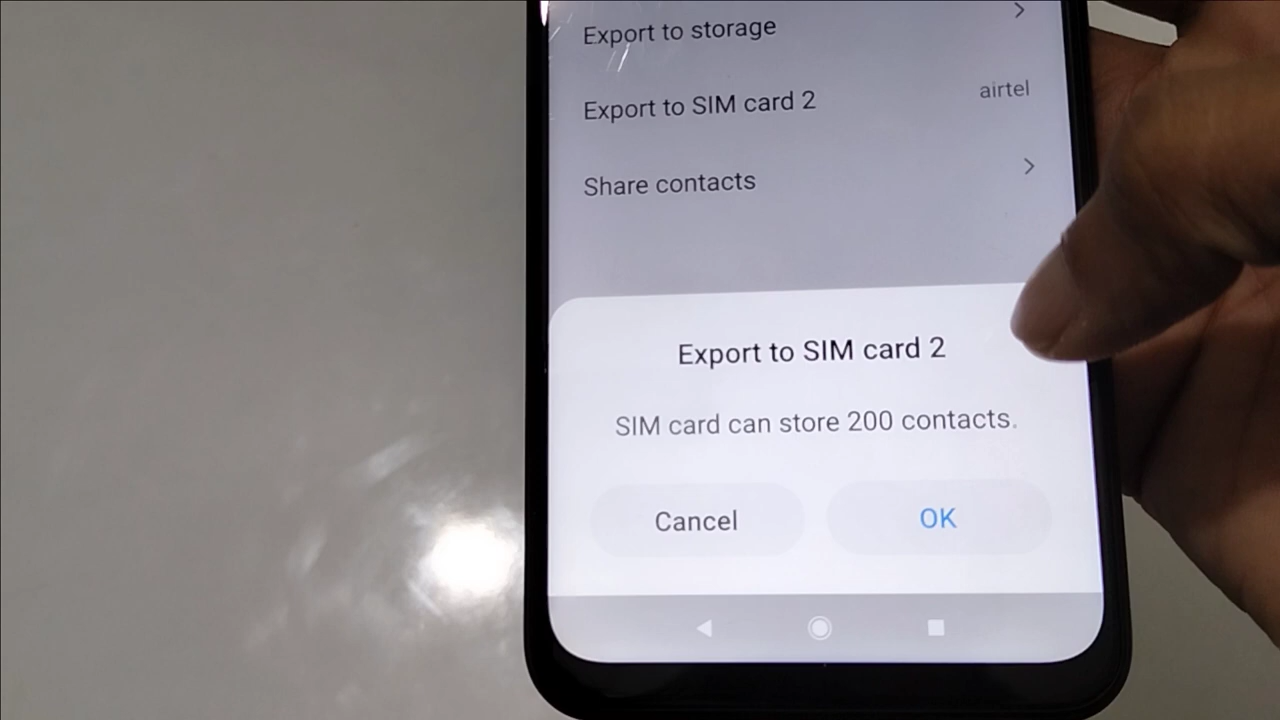 Export to storage
Export to SIM card 2 airtel
Share contacts
Export to SIM card 2
SIM card can store 200 contacts.
Cancel OK